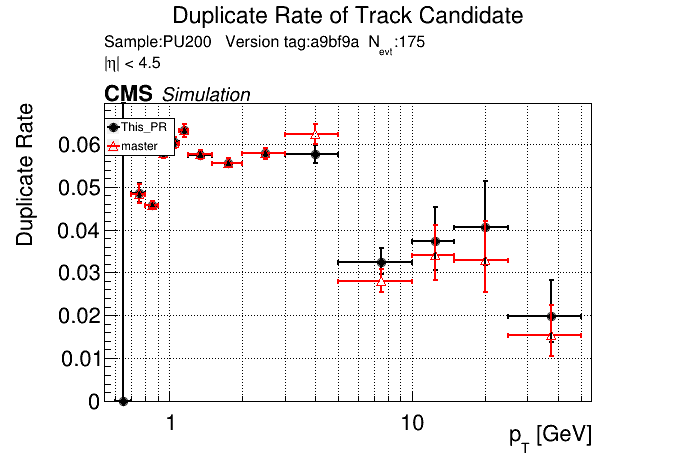 Duplicate Rate of Track Candidate
Sample:PU200 Version tag:a9bf9a N_evt:175
|η| < 4.5
CMS Simulation
Duplicate Rate
This_PR
master
0.06
0.05
0.04
0.03
0.02
0.01
0
1
10
p_T [GeV]